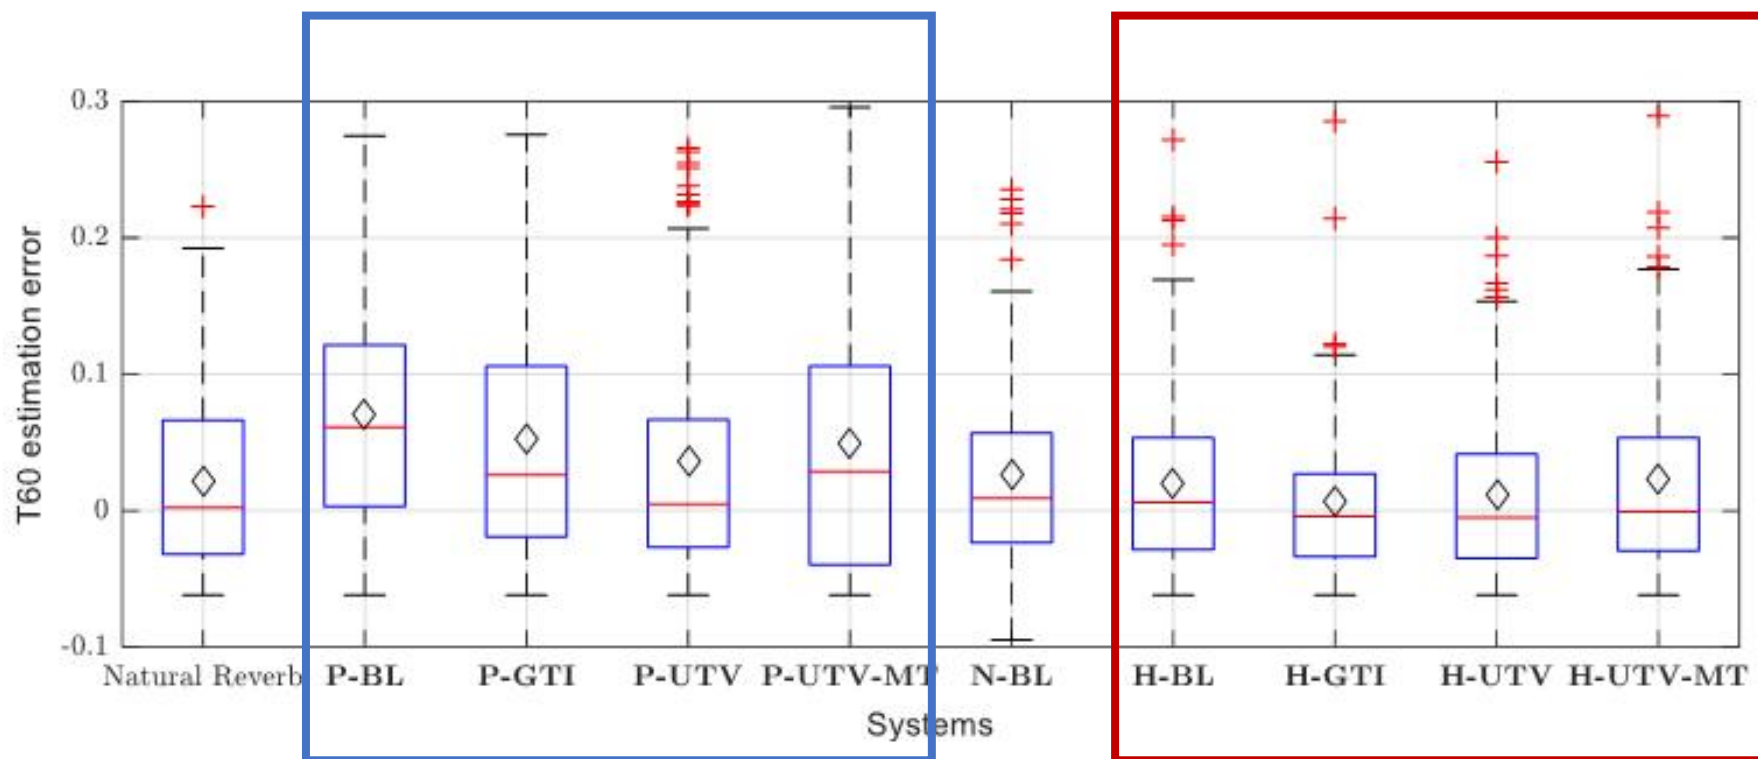 0.3
0.2
0.1
0
-0.1
T60 estimation error
Natural Reverb P-BL P-GTI P-UTV P-UTV-MT N-BL H-BL H-GTI H-UTV H-UTV-MT
Systems